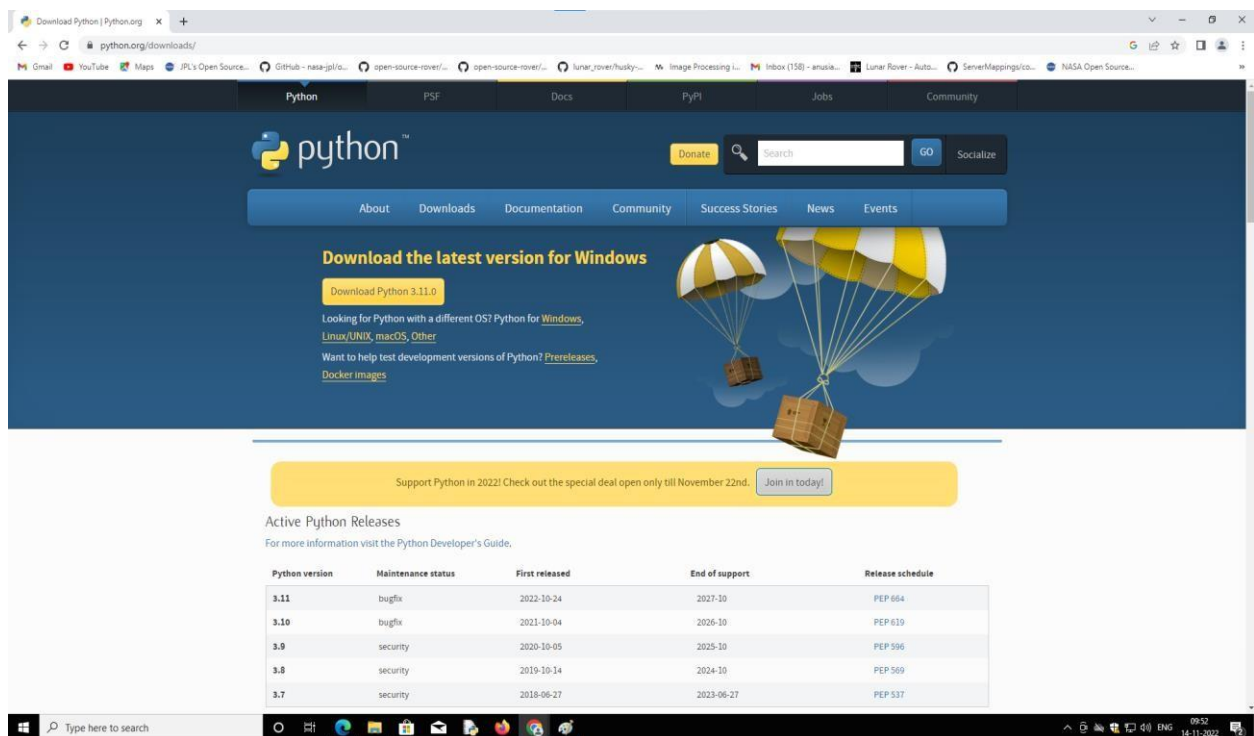 Download Python | Python.org
python.org/downloads/
Gmail YouTube Maps JPL's Open Source... GitHub - nasa-jpl/o... open-source-rover/... open-source-rover/... lunar_rover/husky-... Image Processing i... Inbox (158) - anusia... Lunar Rover - Auto... ServerMappings/co... NASA Open Source...
Python PSF Docs PyPI Jobs Community
python™
Donate Search GO Socialize
About Downloads Documentation Community Success Stories News Events
Download the latest version for Windows
Download Python 3.11.0
Looking for Python with a different OS? Python for Windows,
Linux/UNIX, macOS, Other
Want to help test development versions of Python? Prereleases,
Docker images
Support Python in 2022! Check out the special deal open only till November 22nd. Join in today!
Active Python Releases
For more information visit the Python Developer's Guide.
Python version Maintenance status First released End of support Release schedule
3.11 bugfix 2022-10-24 2027-10 PEP 664
3.10 bugfix 2021-10-04 2026-10 PEP 619
3.9 security 2020-10-05 2025-10 PEP 596
3.8 security 2019-10-14 2024-10 PEP 569
3.7 security 2018-06-27 2023-06-27 PEP 537
Type here to search
ENG
09:52
14-11-2022